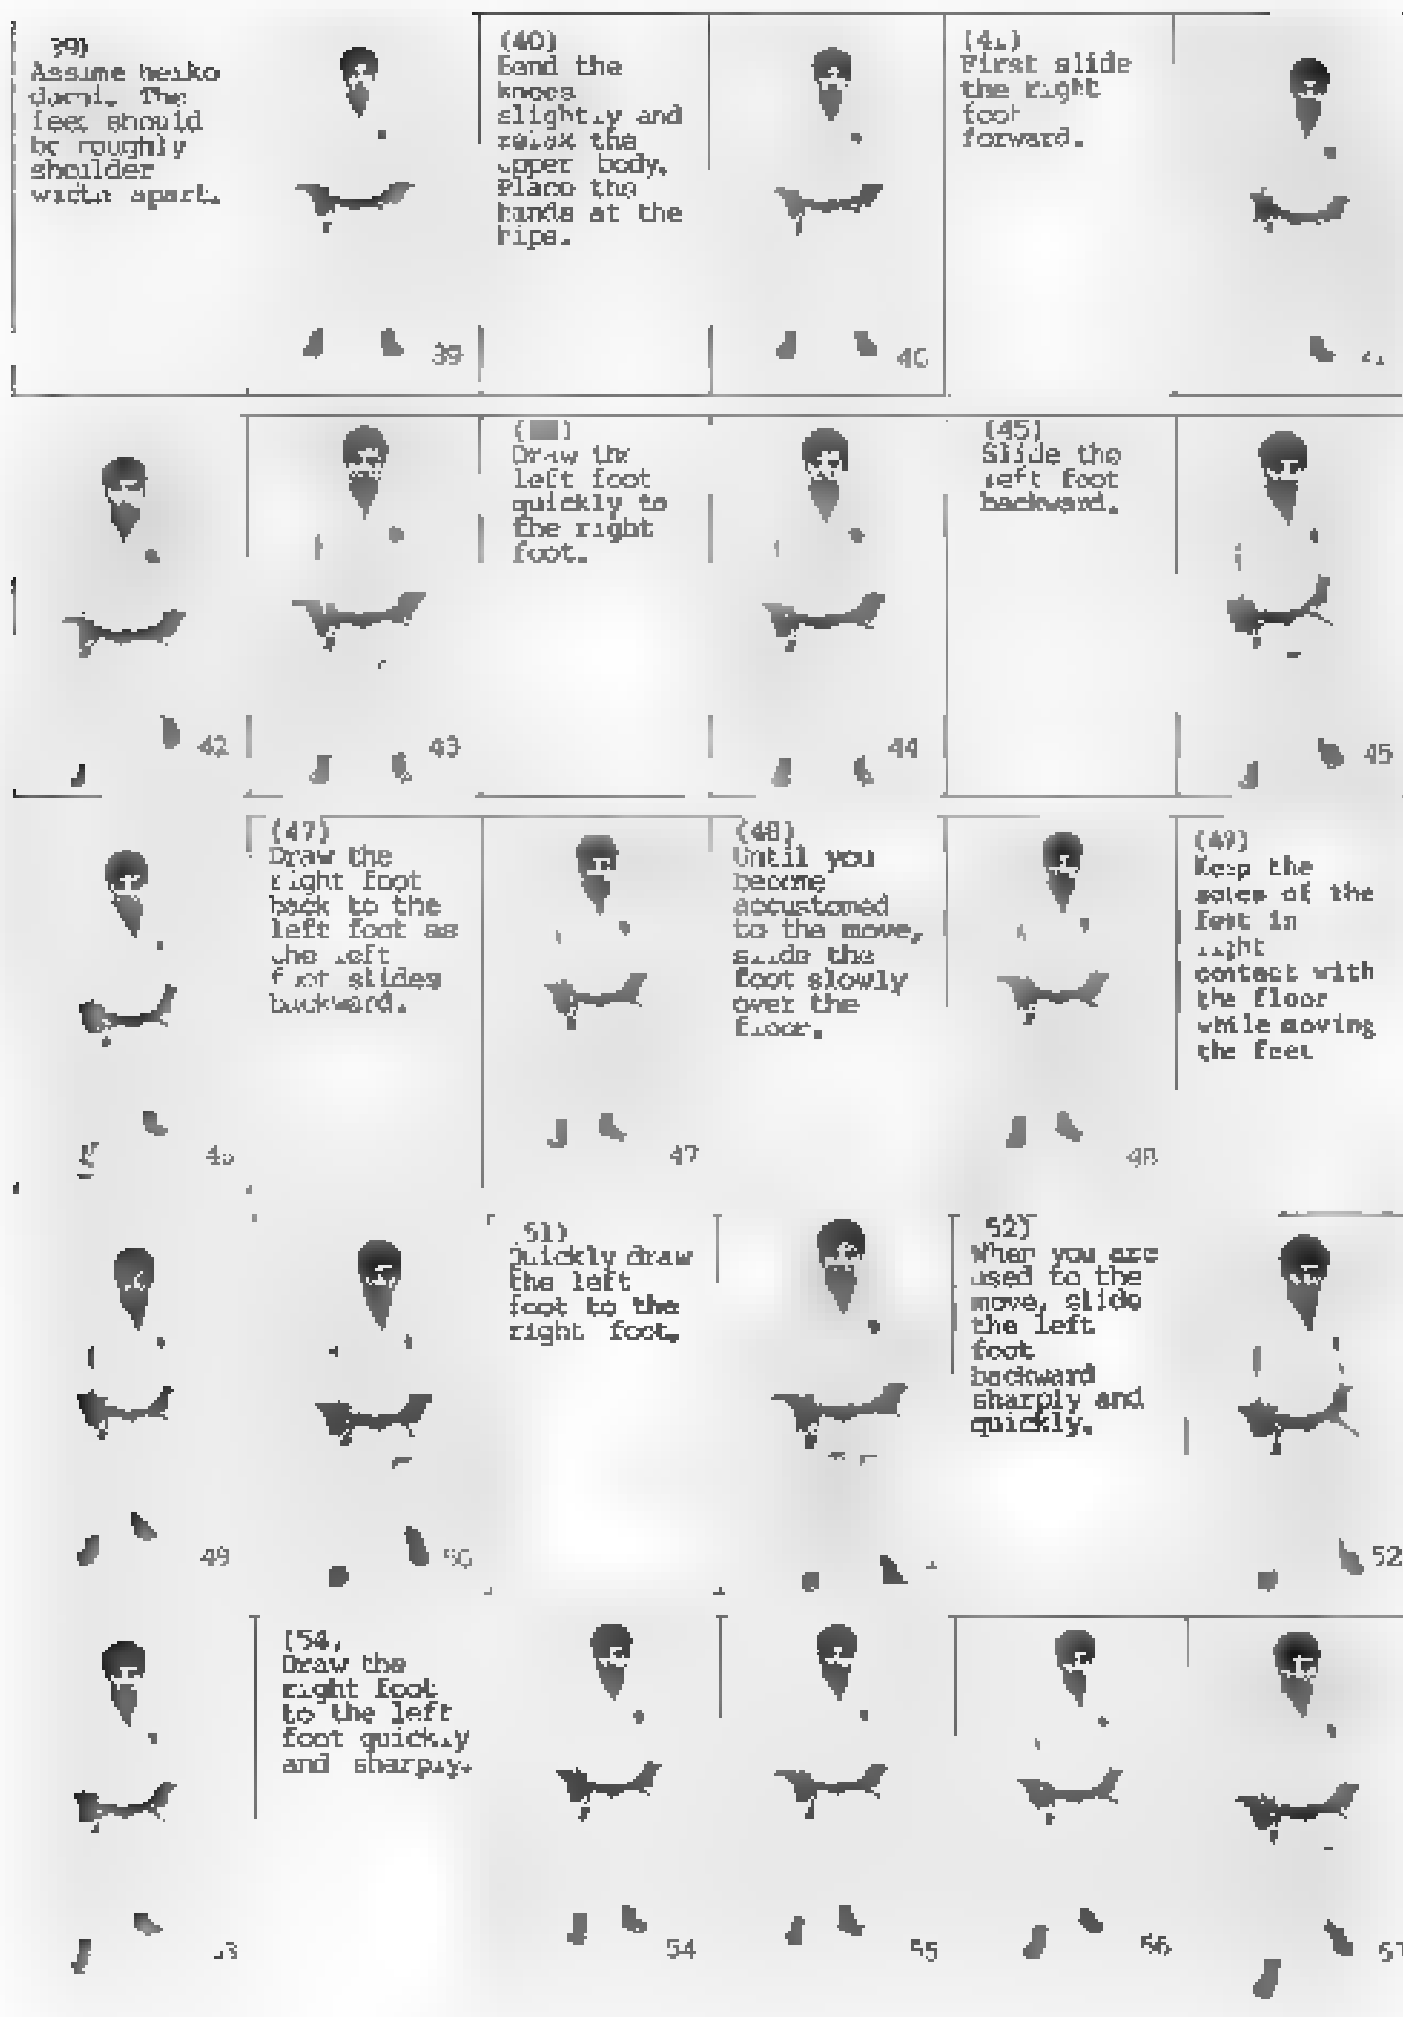 39)
Assume heiko
dachi. The
feet should
be roughly
shoulder
width apart.
39
(40)
Bend the
knees
slightly and
relax the
upper body.
Place the
hands at the
hips.
40
(41)
First slide
the right
foot
forward.
41
42
43
( )
Draw the
left foot
quickly to
the right
foot.
44
(45)
Slide the
left foot
backward.
45
46
(47)
Draw the
right foot
back to the
left foot as
the left
foot slides
backward.
47
(48)
Until you
become
accustomed
to the move,
slide the
foot slowly
over the
floor.
48
(49)
Keep the
soles of the
feet in
light
contact with
the floor
while moving
the feet
49
50
51)
Quickly draw
the left
foot to the
right foot.
52)
When you are
used to the
move, slide
the left
foot
backward
sharply and
quickly.
52
53
(54,
Draw the
right foot
to the left
foot quickly
and sharply.
54
55
56
57